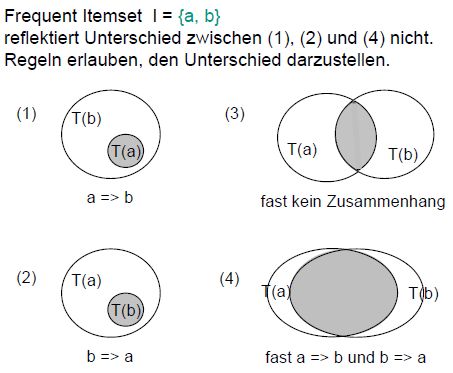 Frequent Itemset I = {a, b}
reflektiert Unterschied zwischen (1), (2) und (4) nicht.
Regeln erlauben, den Unterschied darzustellen.
(1)
T(b)
T(a)
a => b
(3)
T(a)
T(b)
fast kein Zusammenhang
(2)
T(a)
T(b)
b => a
(4)
T(a)
T(b)
fast a => b und b => a